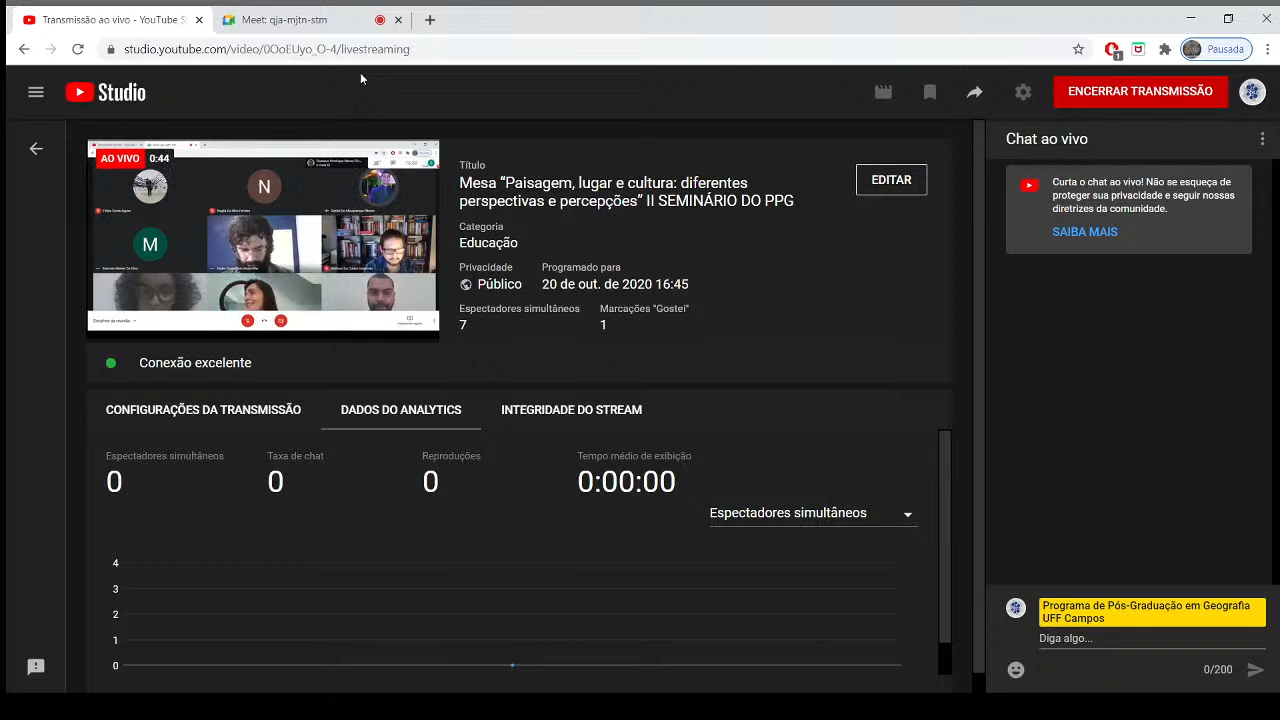 Transmissão ao vivo - YouTube S
Meet: qja-mjtn-stm
studio.youtube.com/video/0OoEUyo_O-4/livestreaming
1
Pausada
Studio
ENCERRAR TRANSMISSÃO
AO VIVO 0:44
N
M
Título
Mesa “Paisagem, lugar e cultura: diferentes
perspectivas e percepções” II SEMINÁRIO DO PPG
EDITAR
Categoria
Educação
Privacidade
Programado para
Público
20 de out. de 2020 16:45
Espectadores simultâneos
Marcações "Gostei"
7
1
Conexão excelente
CONFIGURAÇÕES DA TRANSMISSÃO
DADOS DO ANALYTICS
INTEGRIDADE DO STREAM
Espectadores simultâneos
Taxa de chat
Reproduções
Tempo médio de exibição
0
0
0
0:00:00
Espectadores simultâneos
4
3
2
1
0
Chat ao vivo
Curta o chat ao vivo! Não se esqueça de
proteger sua privacidade e seguir nossas
diretrizes da comunidade.
SAIBA MAIS
Programa de Pós-Graduação em Geografia
UFF Campos
Diga algo...
0/200